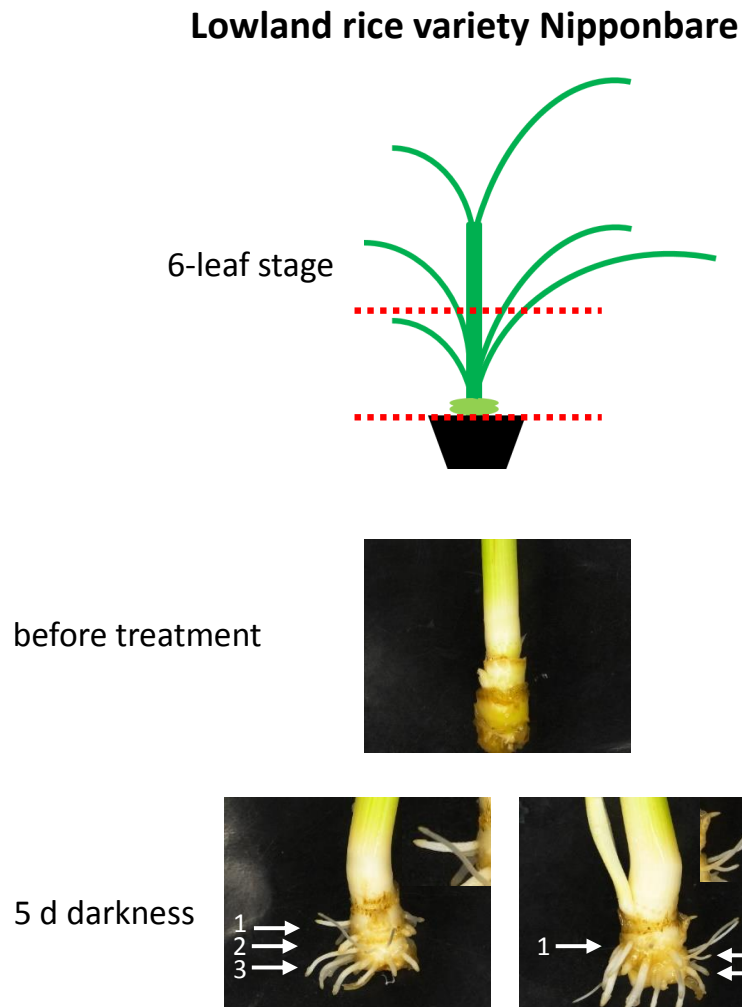 Lowland rice variety Nipponbare
6-leaf stage
before treatment
5 d darkness
1
2
3
1